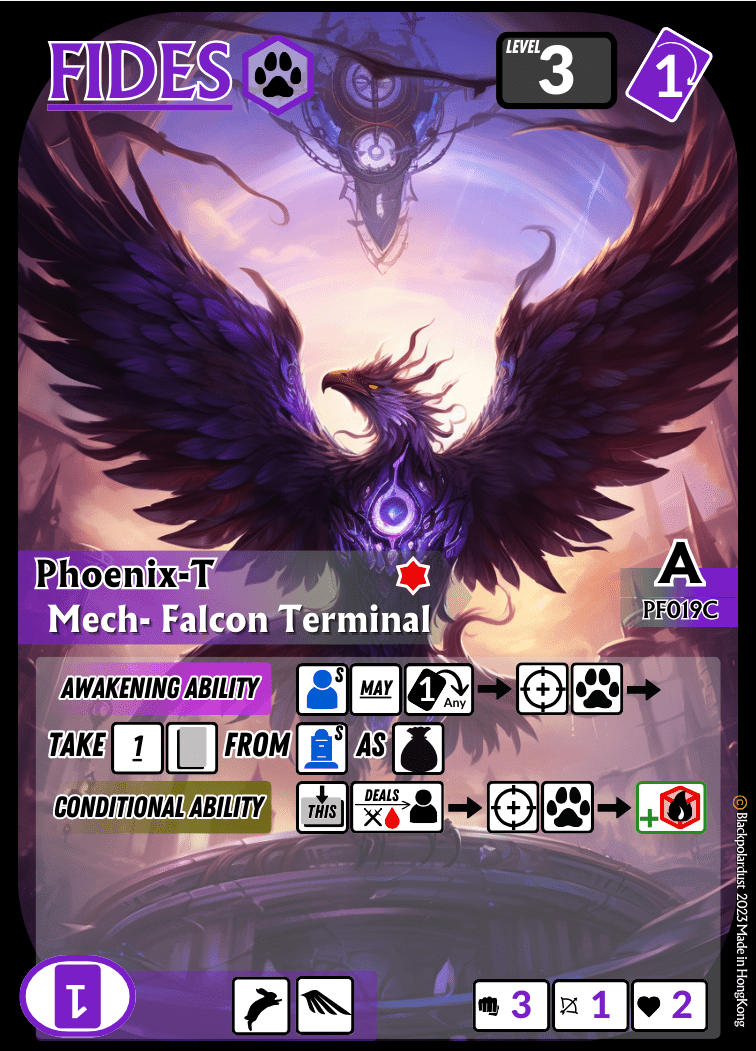 FIDES
LEVEL 3
1
Phoenix-T
Mech- Falcon Terminal
A
PF019C
AWAKENING ABILITY S MAY 1 Any
TAKE 1 FROM S AS
CONDITIONAL ABILITY THIS DEALS
© Blackpolardust 2023 Made in HongKong
1
3 1 2